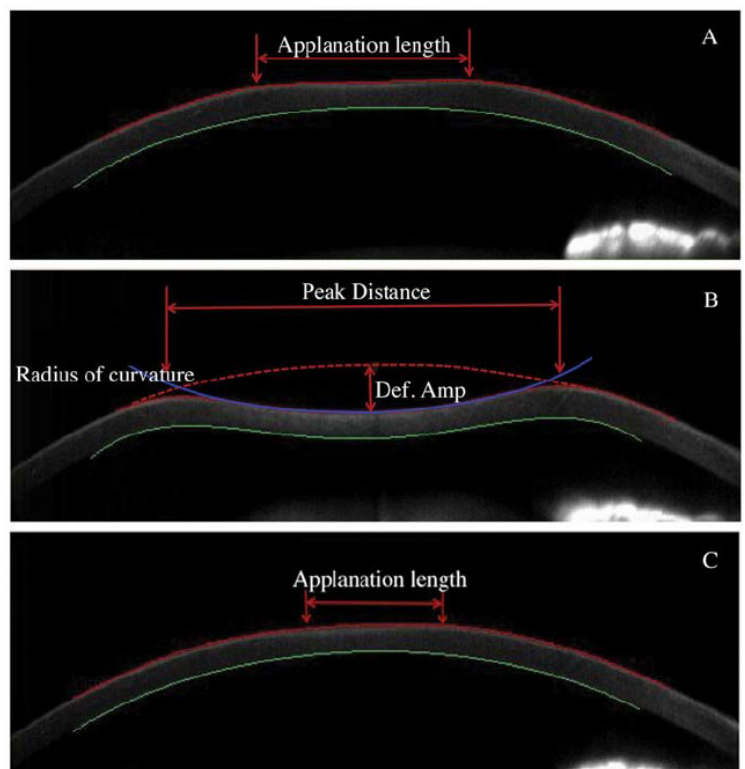 Applanation length
A
Peak Distance
B
Radius of curvature
Def. Amp
C
Applanation length